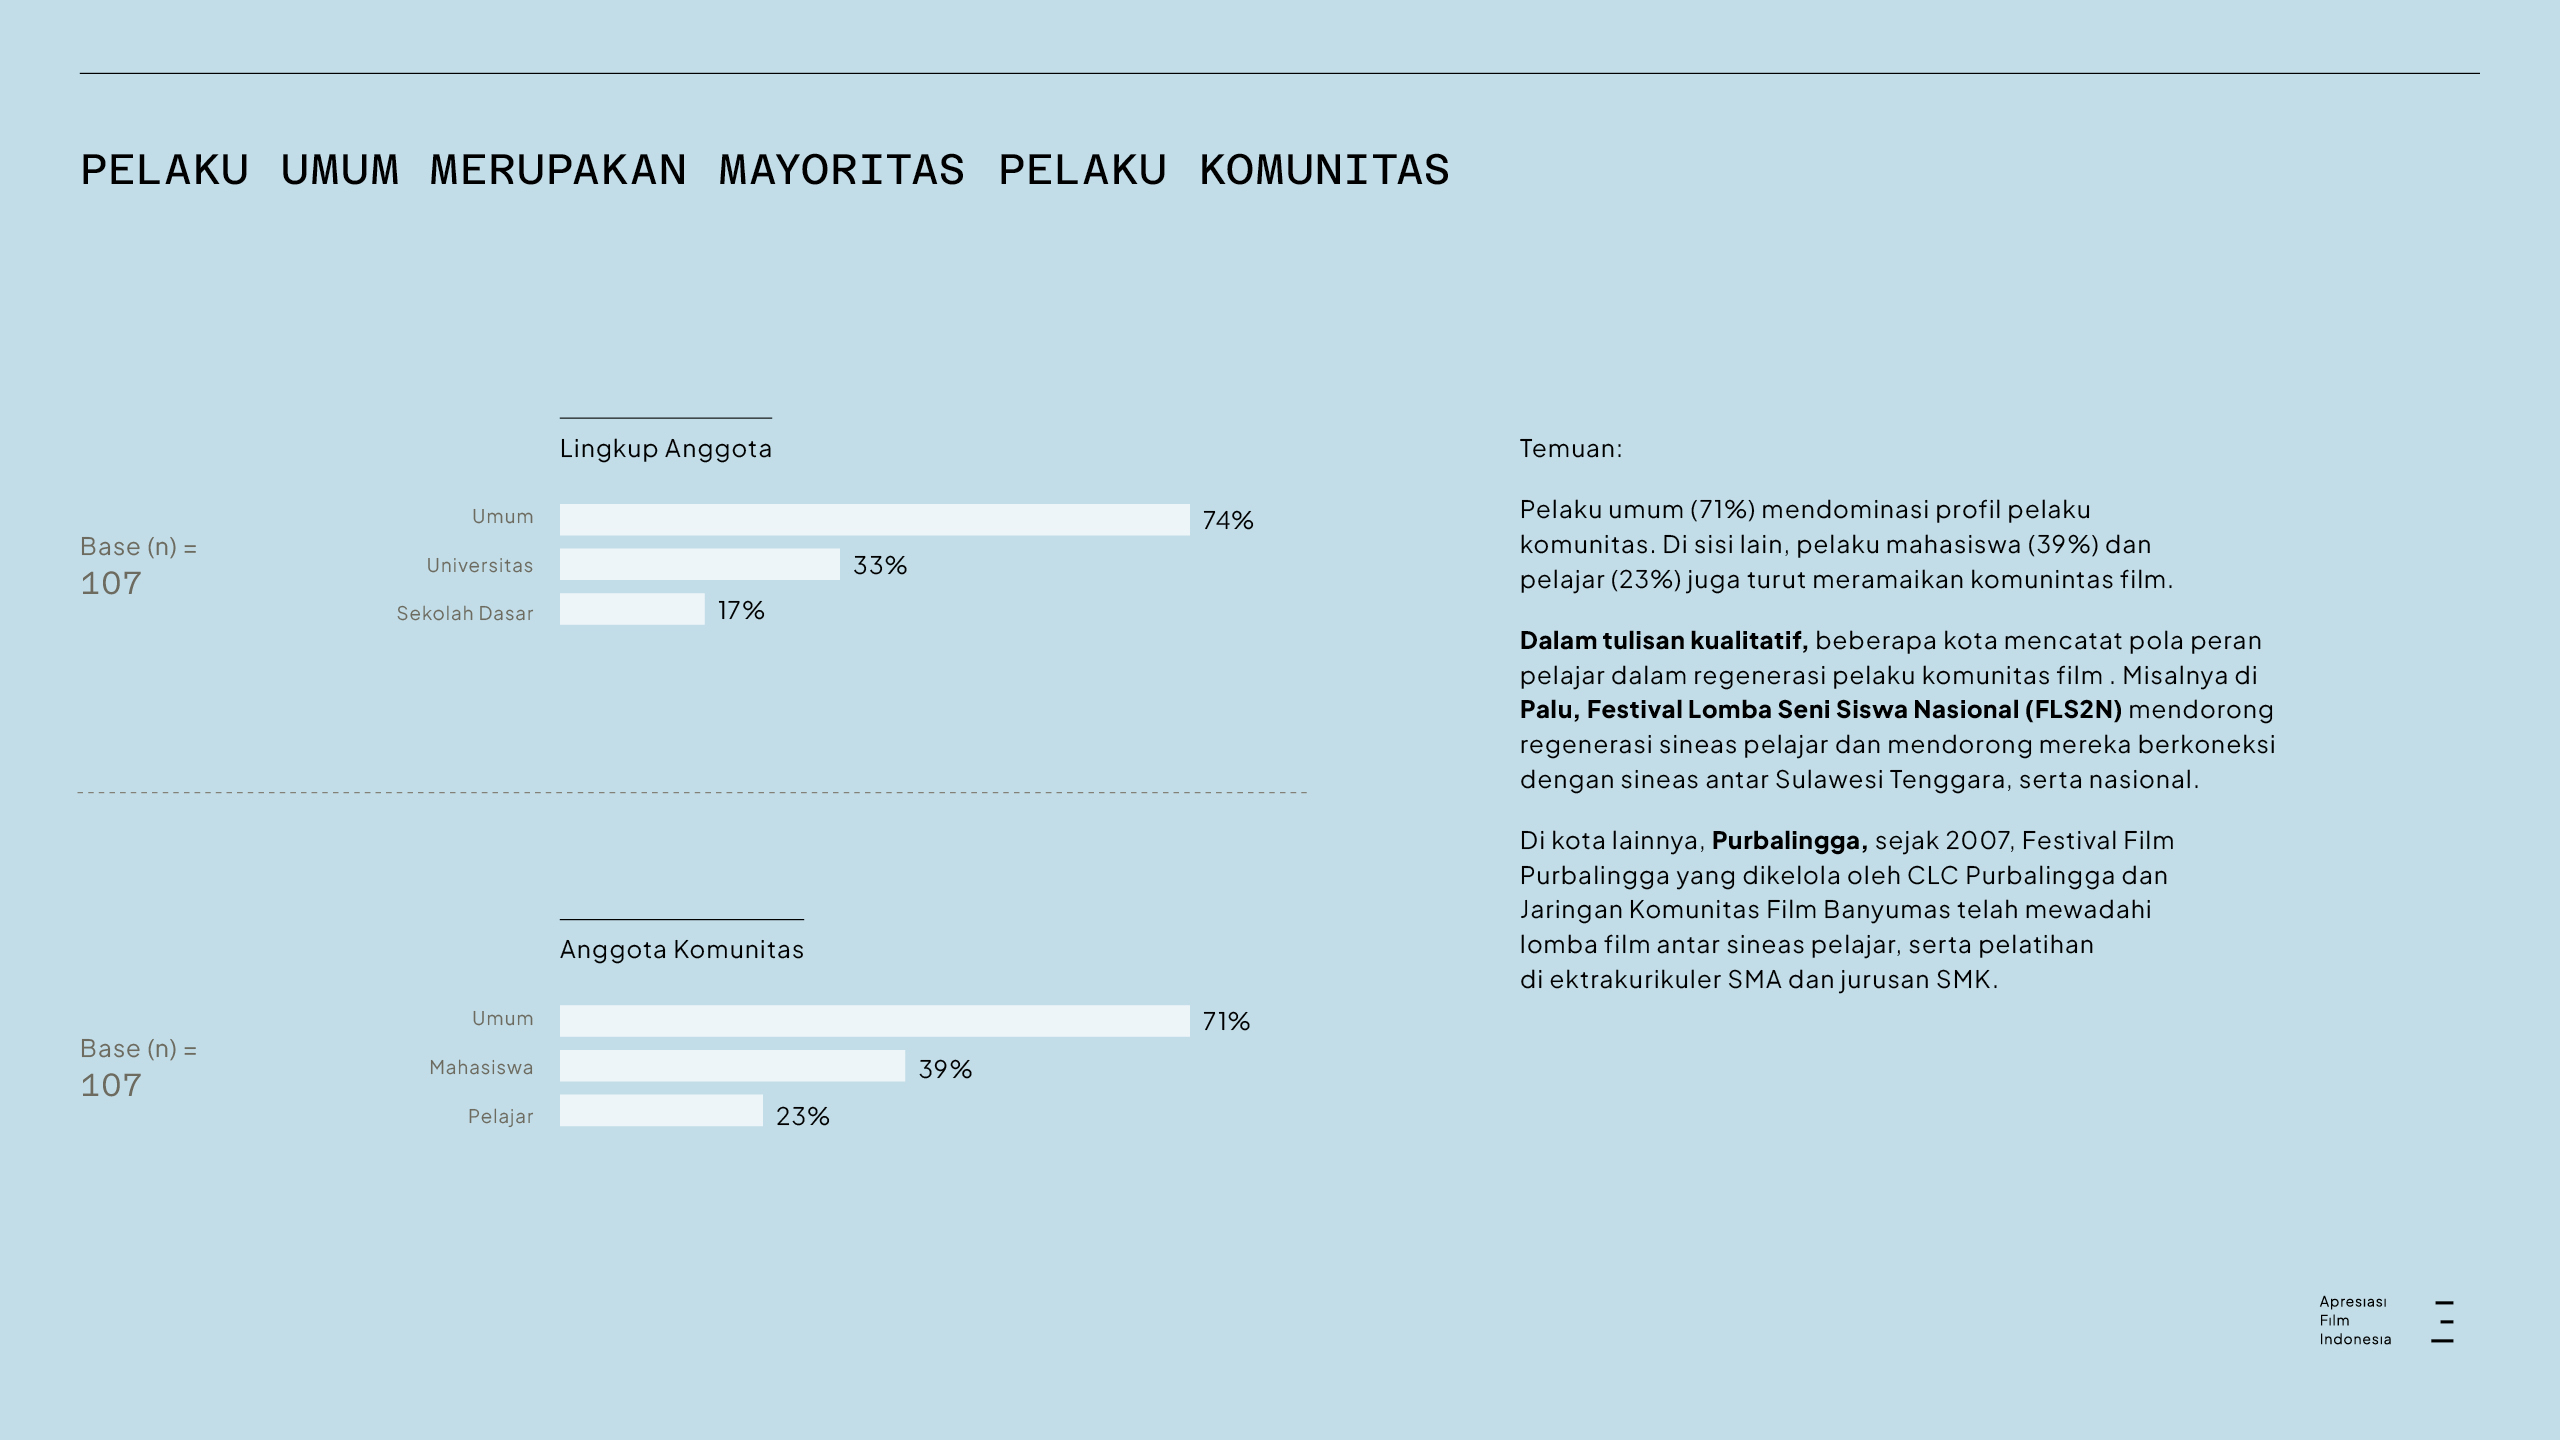 PELAKU UMUM MERUPAKAN MAYORITAS PELAKU KOMUNITAS
Lingkup Anggota
Base (n) =
107
Umum
74%
Universitas
33%
Sekolah Dasar
17%
Anggota Komunitas
Base (n) =
107
Umum
71%
Mahasiswa
39%
Pelajar
23%
Temuan:
Pelaku umum (71%) mendominasi profil pelaku
komunitas. Di sisi lain, pelaku mahasiswa (39%) dan
pelajar (23%) juga turut meramaikan komunintas film.
Dalam tulisan kualitatif, beberapa kota mencatat pola peran
pelajar dalam regenerasi pelaku komunitas film . Misalnya di
Palu, Festival Lomba Seni Siswa Nasional (FLS2N) mendorong
regenerasi sineas pelajar dan mendorong mereka berkoneksi
dengan sineas antar Sulawesi Tenggara, serta nasional.
Di kota lainnya, Purbalingga, sejak 2007, Festival Film
Purbalingga yang dikelola oleh CLC Purbalingga dan
Jaringan Komunitas Film Banyumas telah mewadahi
lomba film antar sineas pelajar, serta pelatihan
di ektrakurikuler SMA dan jurusan SMK.
Apresiasi
Film
Indonesia